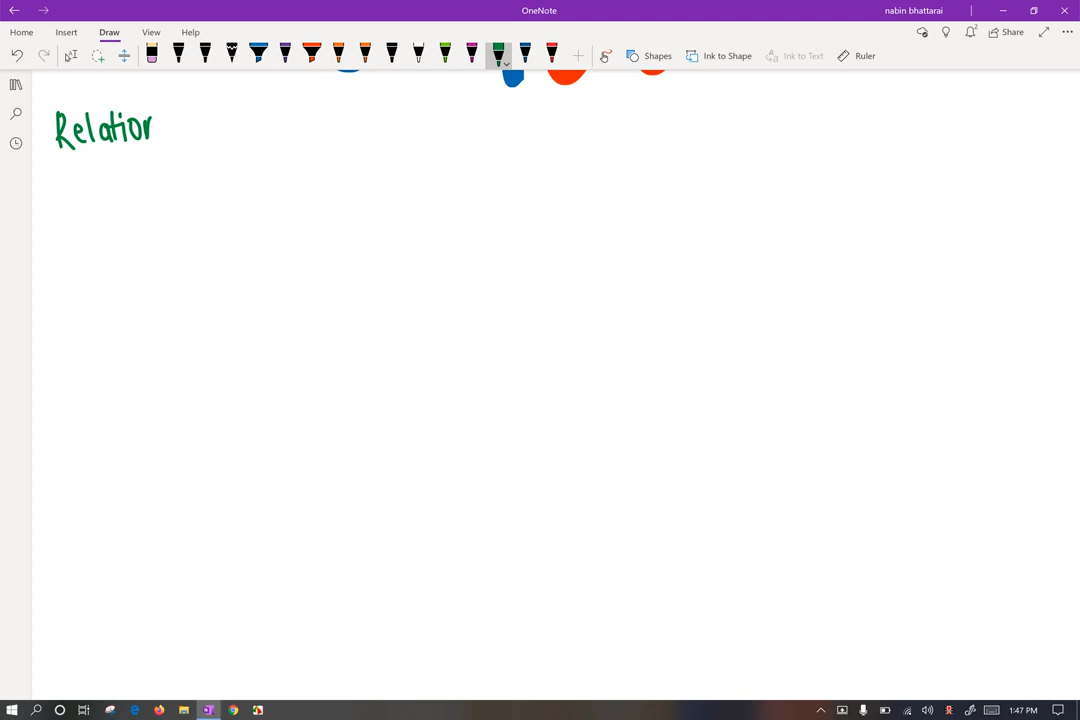 OneNote
nabin bhattarai
Home Insert Draw View Help
2
Share
Shapes Ink to Shape Ink to Text Ruler
Relation
1:47 PM